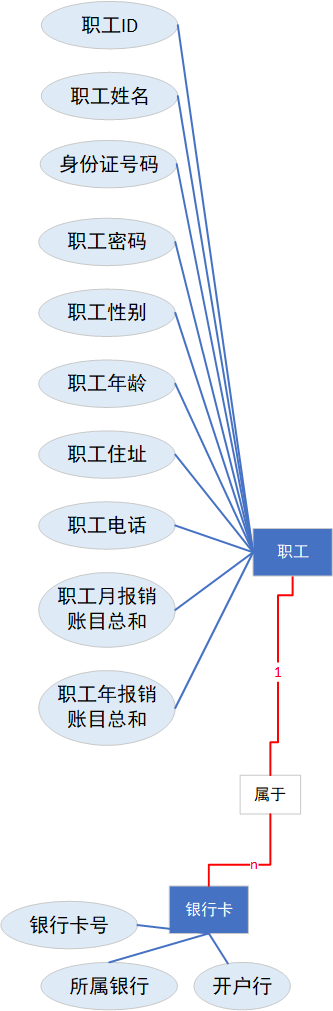 职工ID
职工姓名
身份证号码
职工密码
职工性别
职工年龄
职工住址
职工电话
职工
职工月报销
账目总和
1
职工年报销
账目总和
属于
n
银行卡
银行卡号
所属银行
开户行